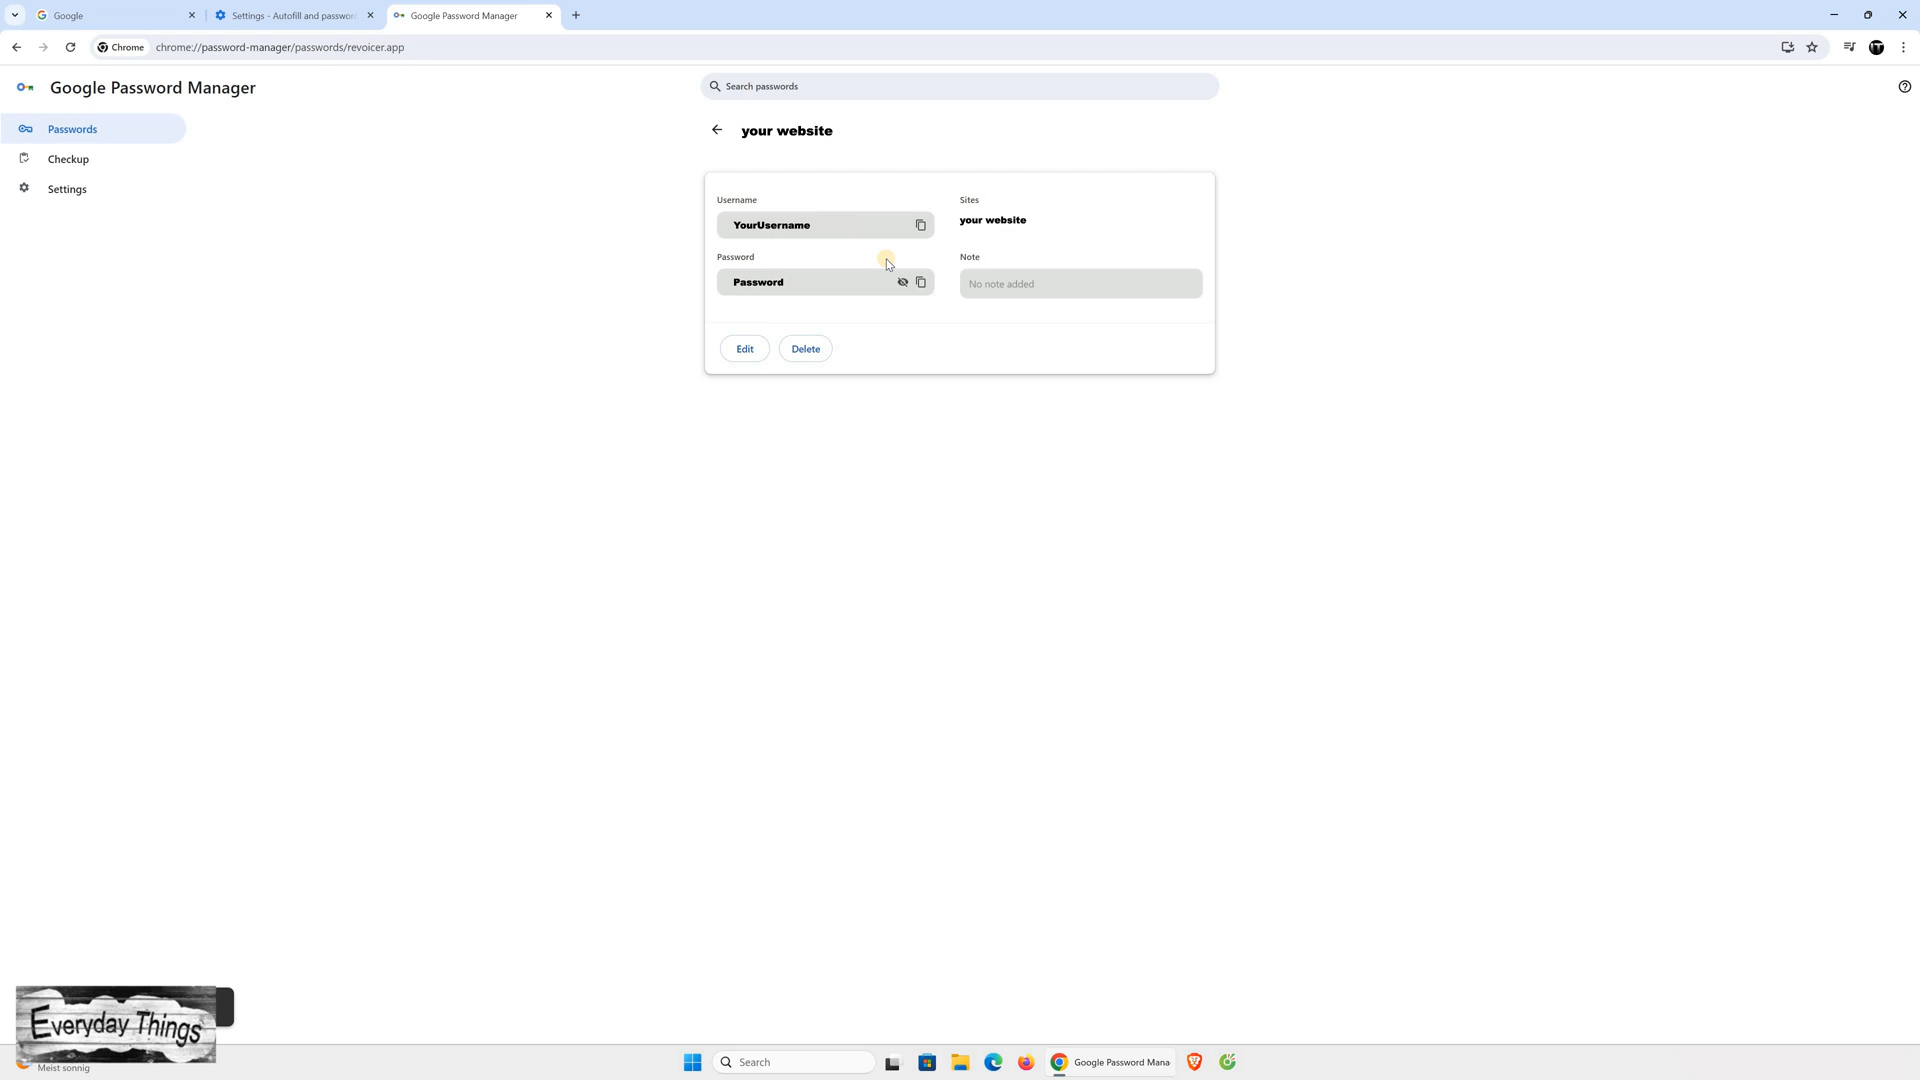 Google
Settings - Autofill and passwor
Google Password Manager
Chrome
chrome://password-manager/passwords/revoicer.app
Google Password Manager
Search passwords
Passwords
Checkup
Settings
your website
Username
YourUsername
Sites
your website
Password
Password
Note
No note added
Edit
Delete
Everyday Things
Meist sonnig
Search
Google Password Mana